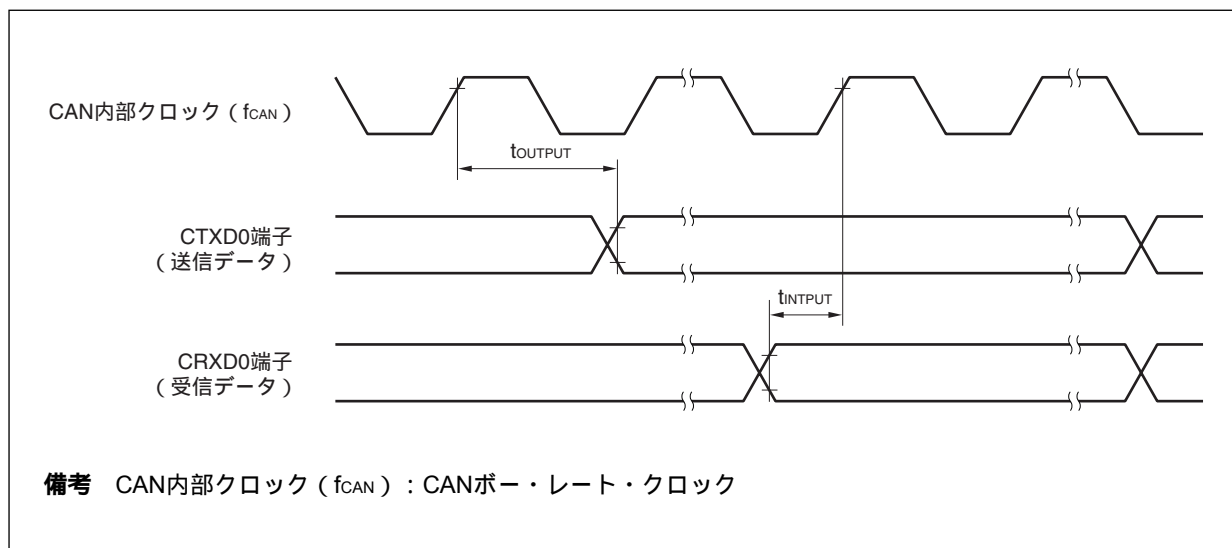 CAN内部クロック（fCAN）
tOUTPUT
CTXD0端子
（送信データ）
tINTPUT
CRXD0端子
（受信データ）
備考 CAN内部クロック（fCAN）：CANボー・レート・クロック